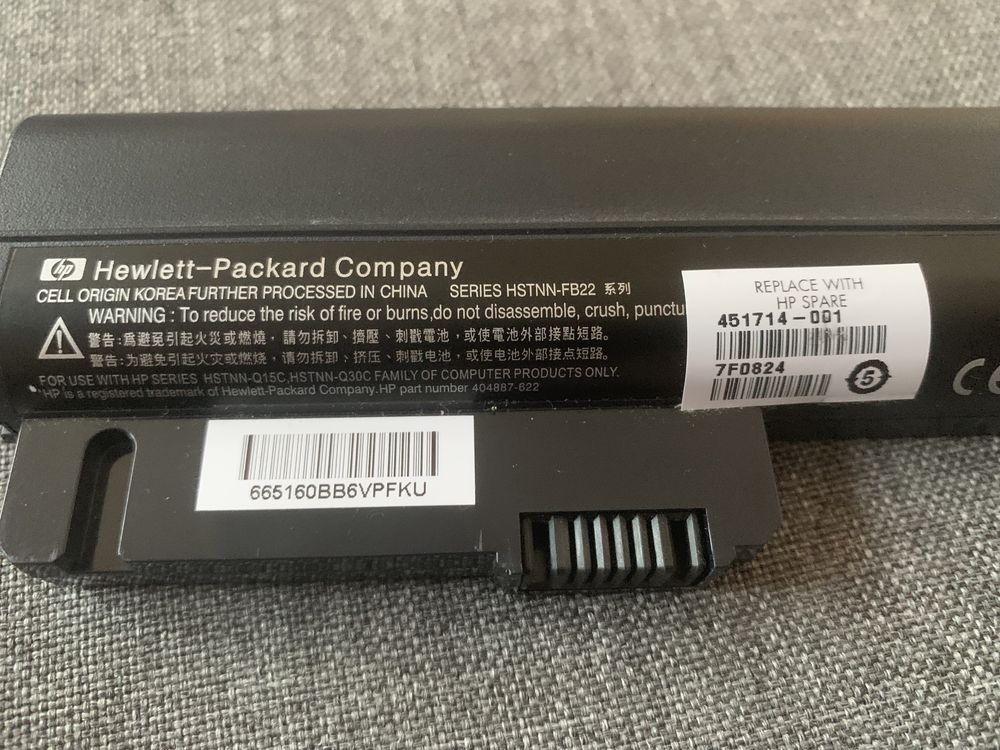 hp Hewlett-Packard Company
CELL ORIGIN KOREA FURTHER PROCESSED IN CHINA SERIES HSTNN-FB22 系列
WARNING : To reduce the risk of fire or burns,do not disassemble, crush, punctu
警告:爲避免引起火災或燃燒，請勿拆卸、擠壓、刺戳電池，或使電池外部接點短路。
警告:为避免引起火灾或燃烧，请勿拆卸、挤压、刺戳电池，或使电池外部接点短路。
FOR USE WITH HP SERIES HSTNN-Q15C,HSTNN-Q30C FAMILY OF COMPUTER PRODUCTS ONLY.
*HP is a registered trademark of Hewlett-Packard Company.HP part number 404887-622
REPLACE WITH
HP SPARE
451714-001
7F0824
5
CE
665160BB6VPFKU